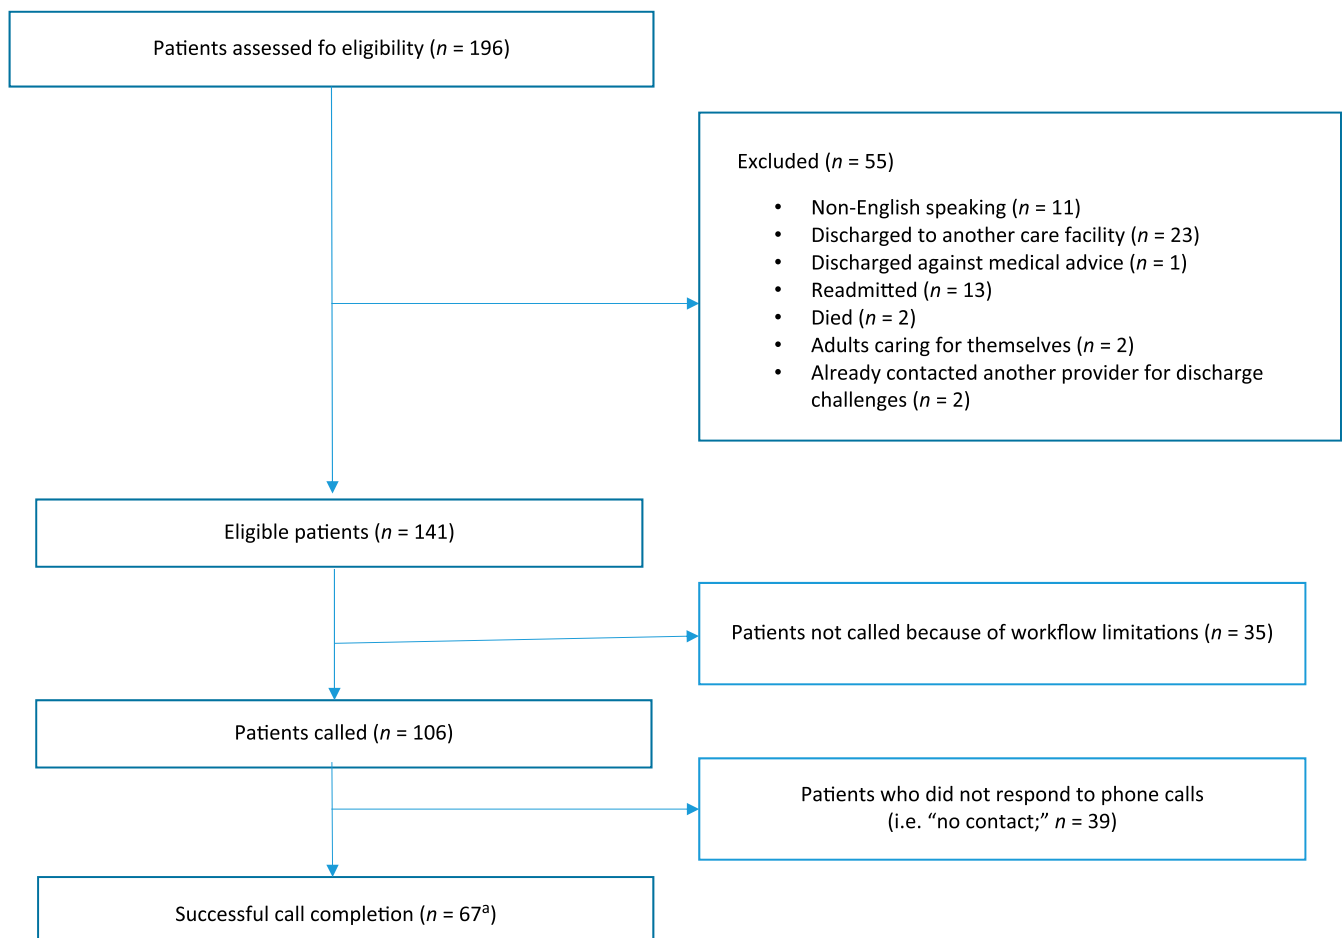 Patients assessed fo eligibility (n = 196)
Excluded (n = 55)
• Non-English speaking (n = 11)
• Discharged to another care facility (n = 23)
• Discharged against medical advice (n = 1)
• Readmitted (n = 13)
• Died (n = 2)
• Adults caring for themselves (n = 2)
• Already contacted another provider for discharge
challenges (n = 2)
Eligible patients (n = 141)
Patients not called because of workflow limitations (n = 35)
Patients called (n = 106)
Patients who did not respond to phone calls
(i.e. “no contact;” n = 39)
Successful call completion (n = 67ᵃ)